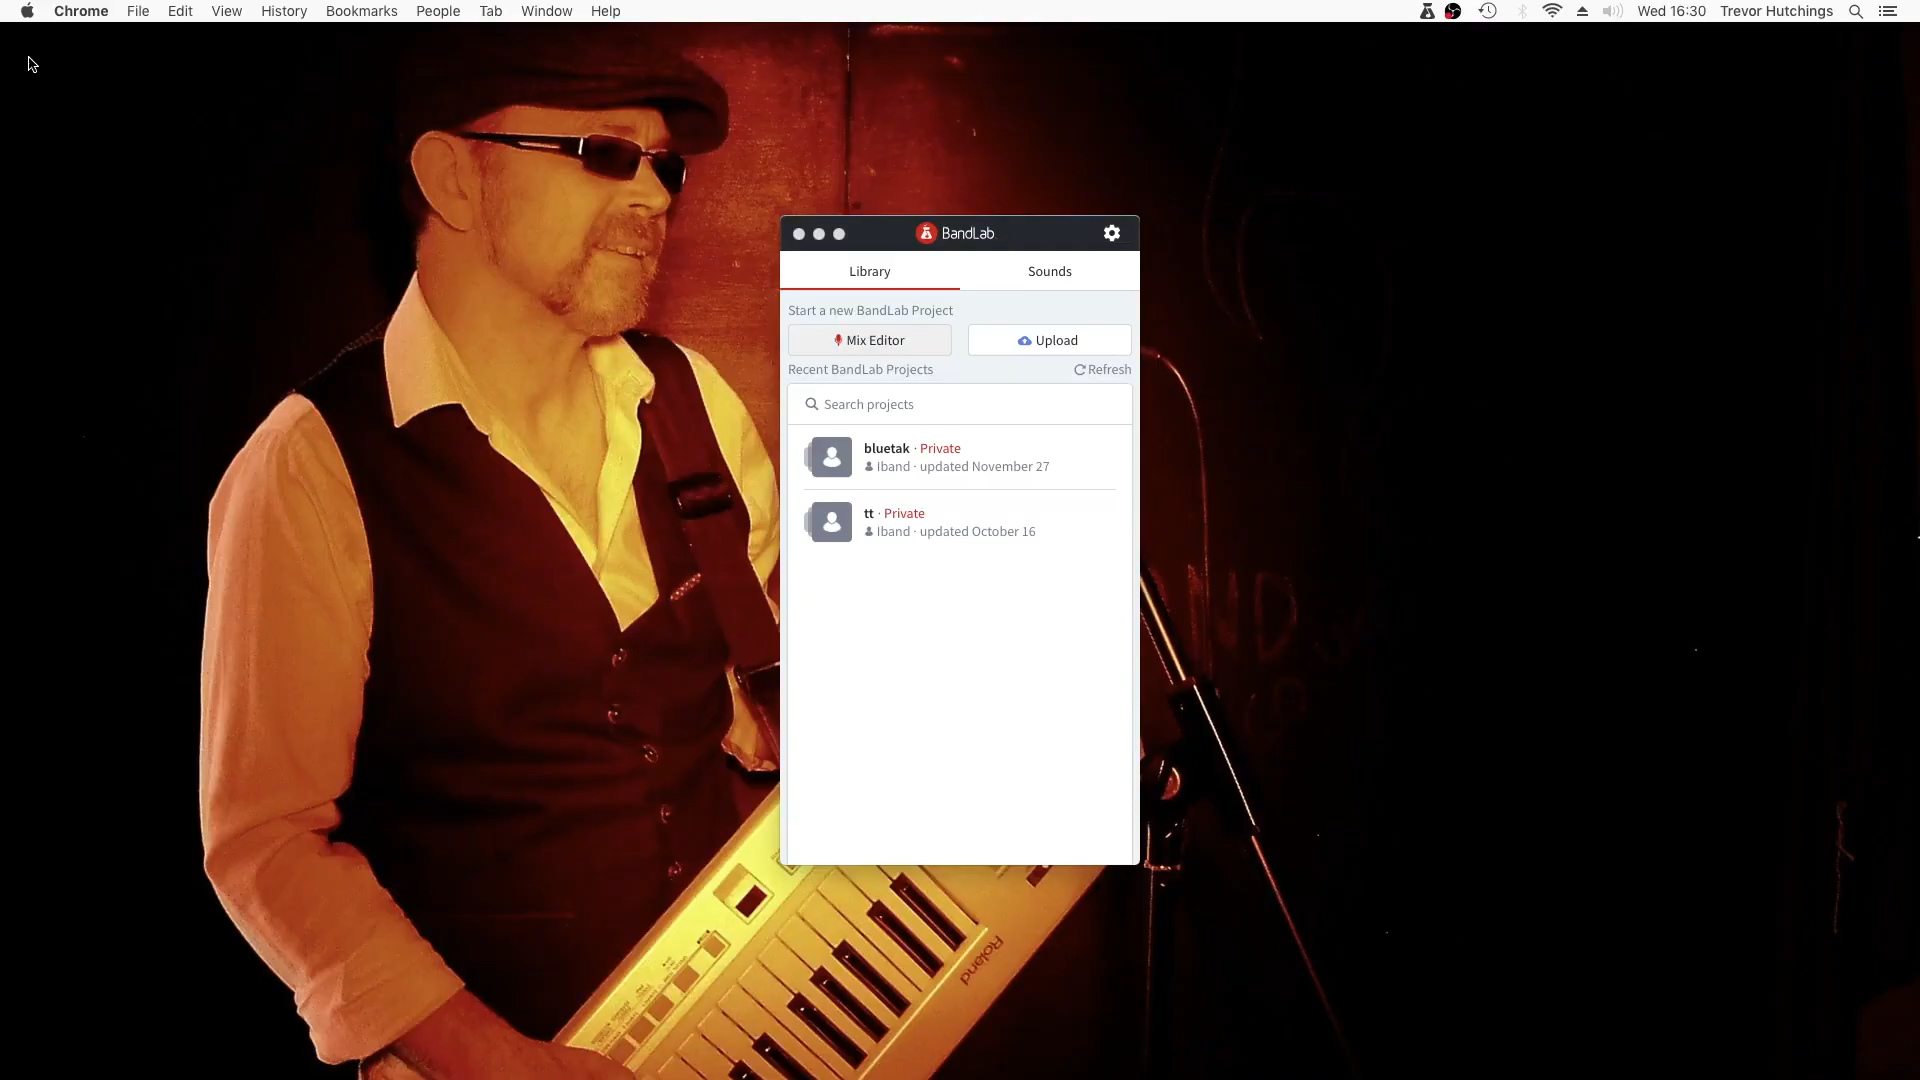 Chrome File Edit View History Bookmarks People Tab Window Help Wed 16:30 Trevor Hutchings
BandLab
Library Sounds
Start a new BandLab Project
Mix Editor Upload
Recent BandLab Projects Refresh
Search projects
bluetak · Private
Iband · updated November 27
tt · Private
Iband · updated October 16
Roland